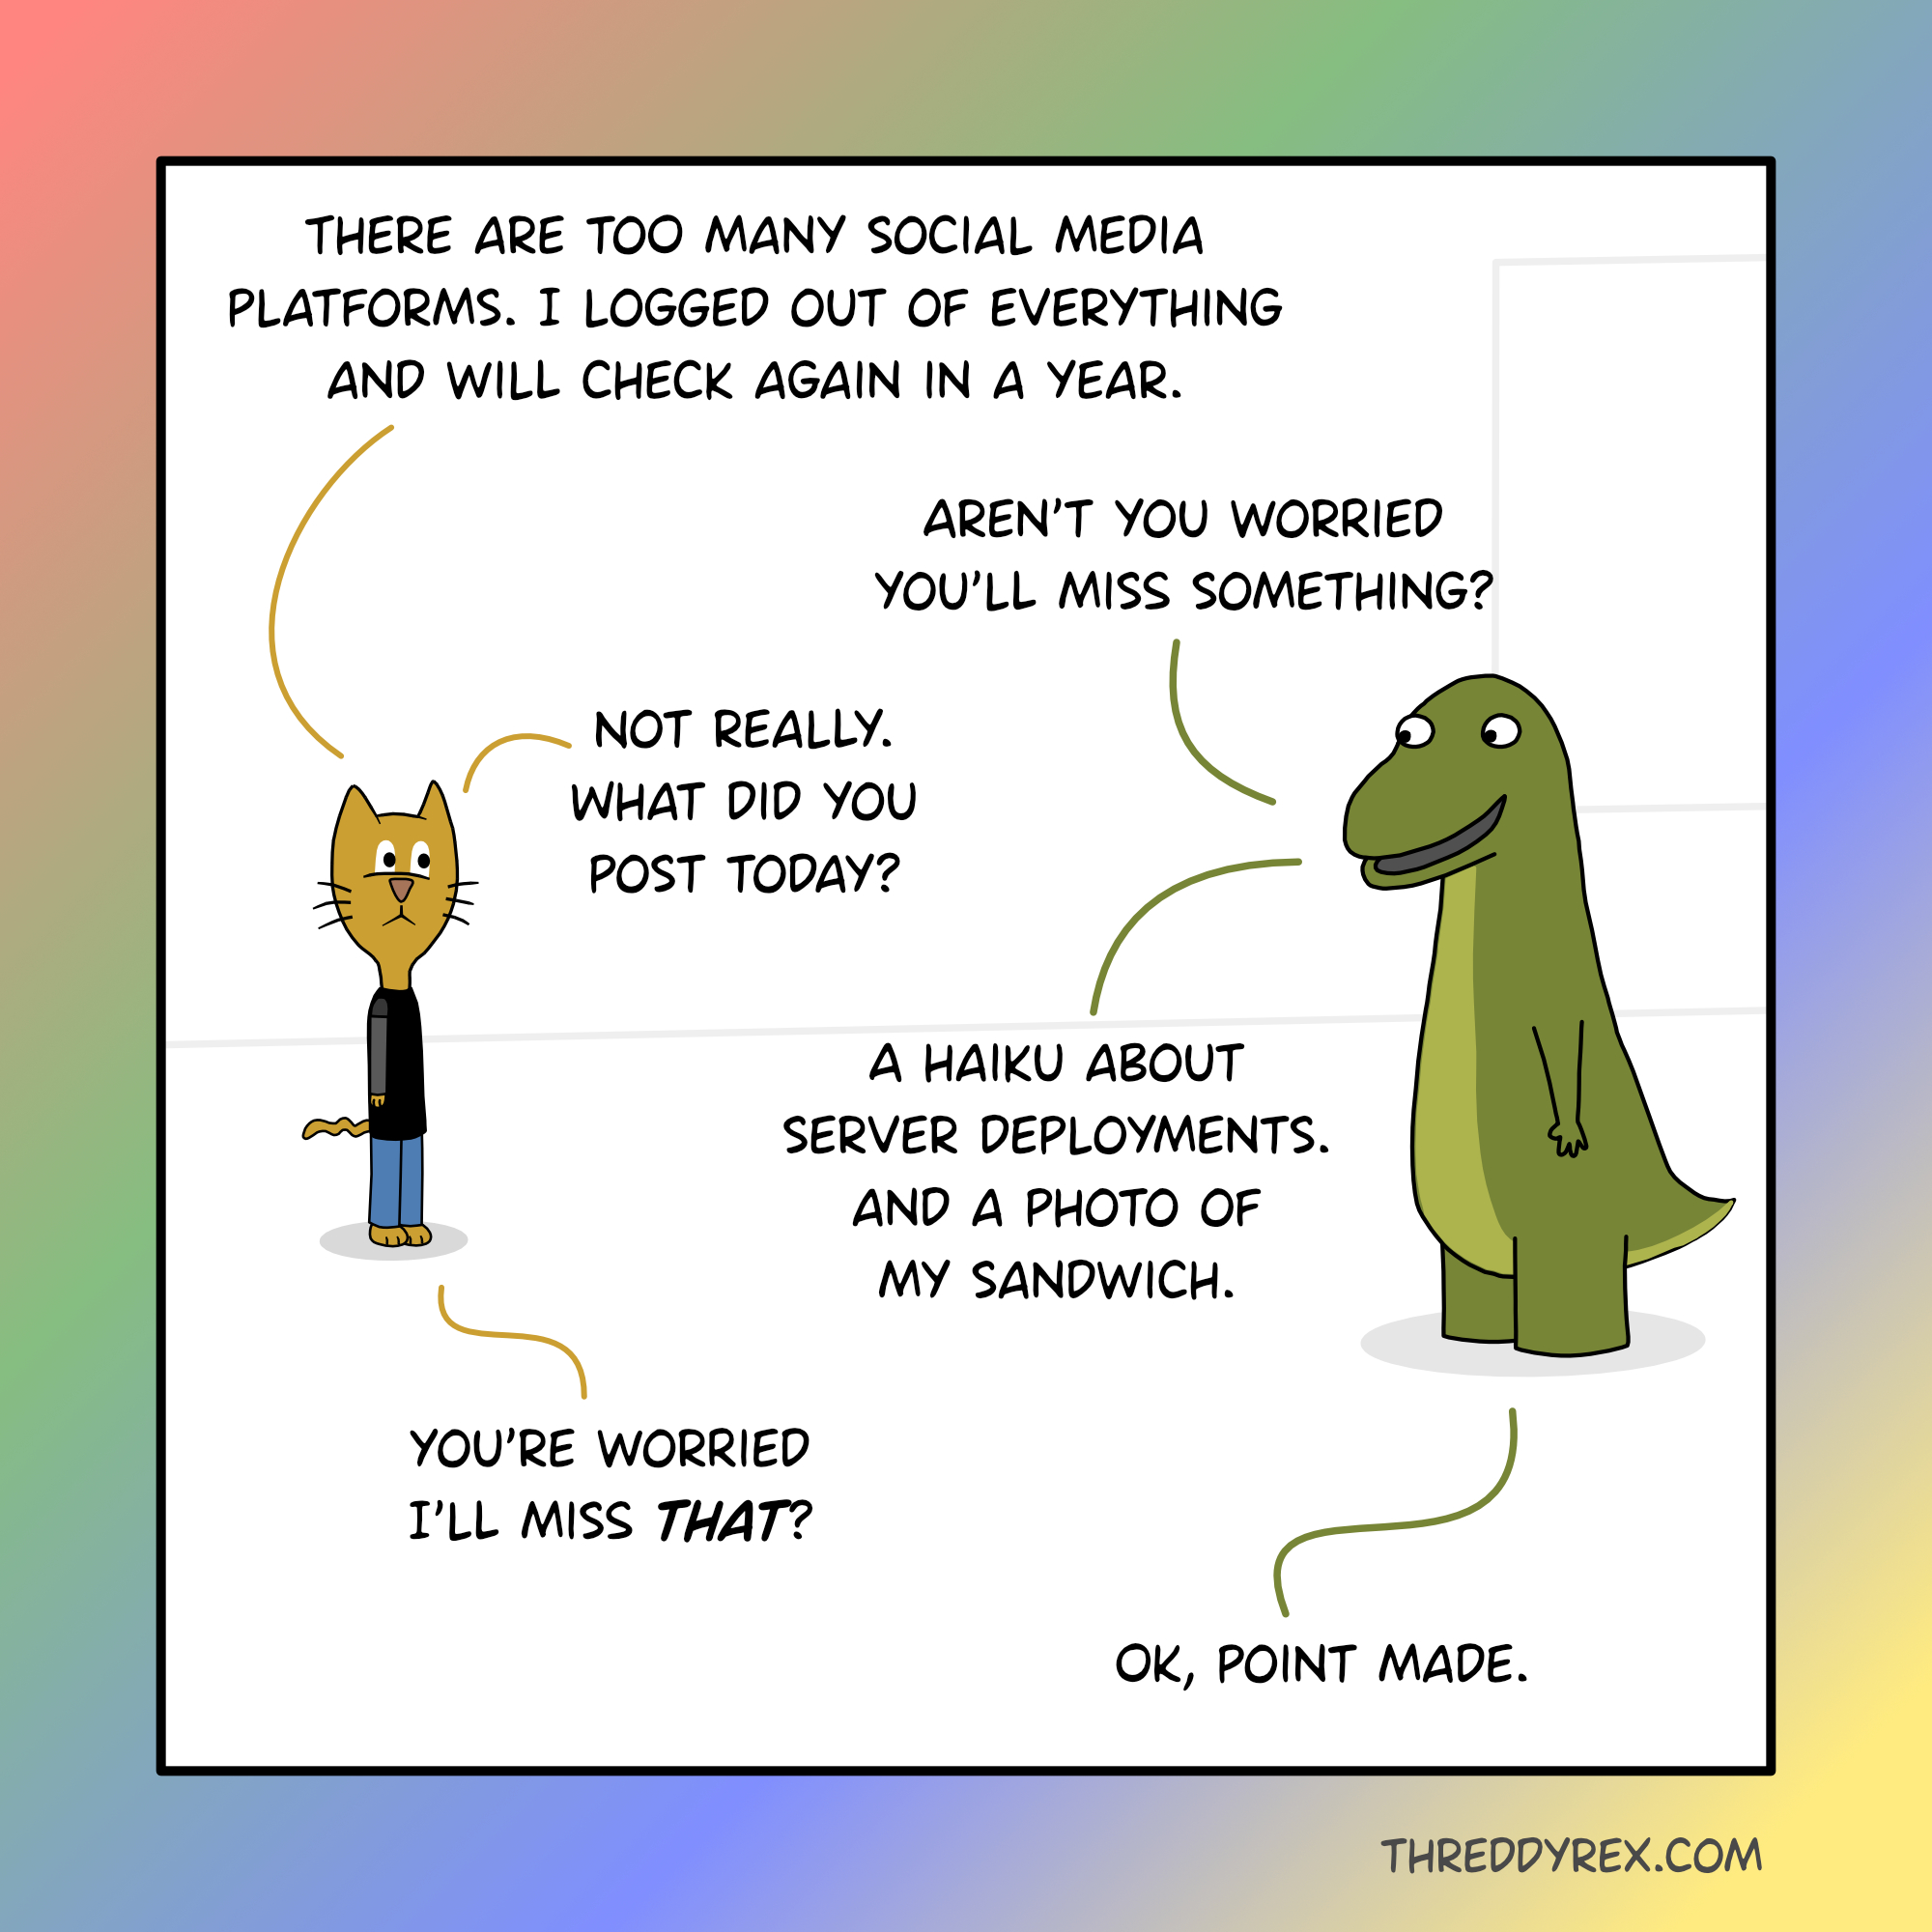 THERE ARE TOO MANY SOCIAL MEDIA
PLATFORMS. I LOGGED OUT OF EVERYTHING
AND WILL CHECK AGAIN IN A YEAR.
AREN'T YOU WORRIED
YOU'LL MISS SOMETHING?
NOT REALLY.
WHAT DID YOU
POST TODAY?
A HAIKU ABOUT
SERVER DEPLOYMENTS.
AND A PHOTO OF
MY SANDWICH.
YOU'RE WORRIED
I'LL MISS THAT?
OK, POINT MADE.
THREDDYREX.COM